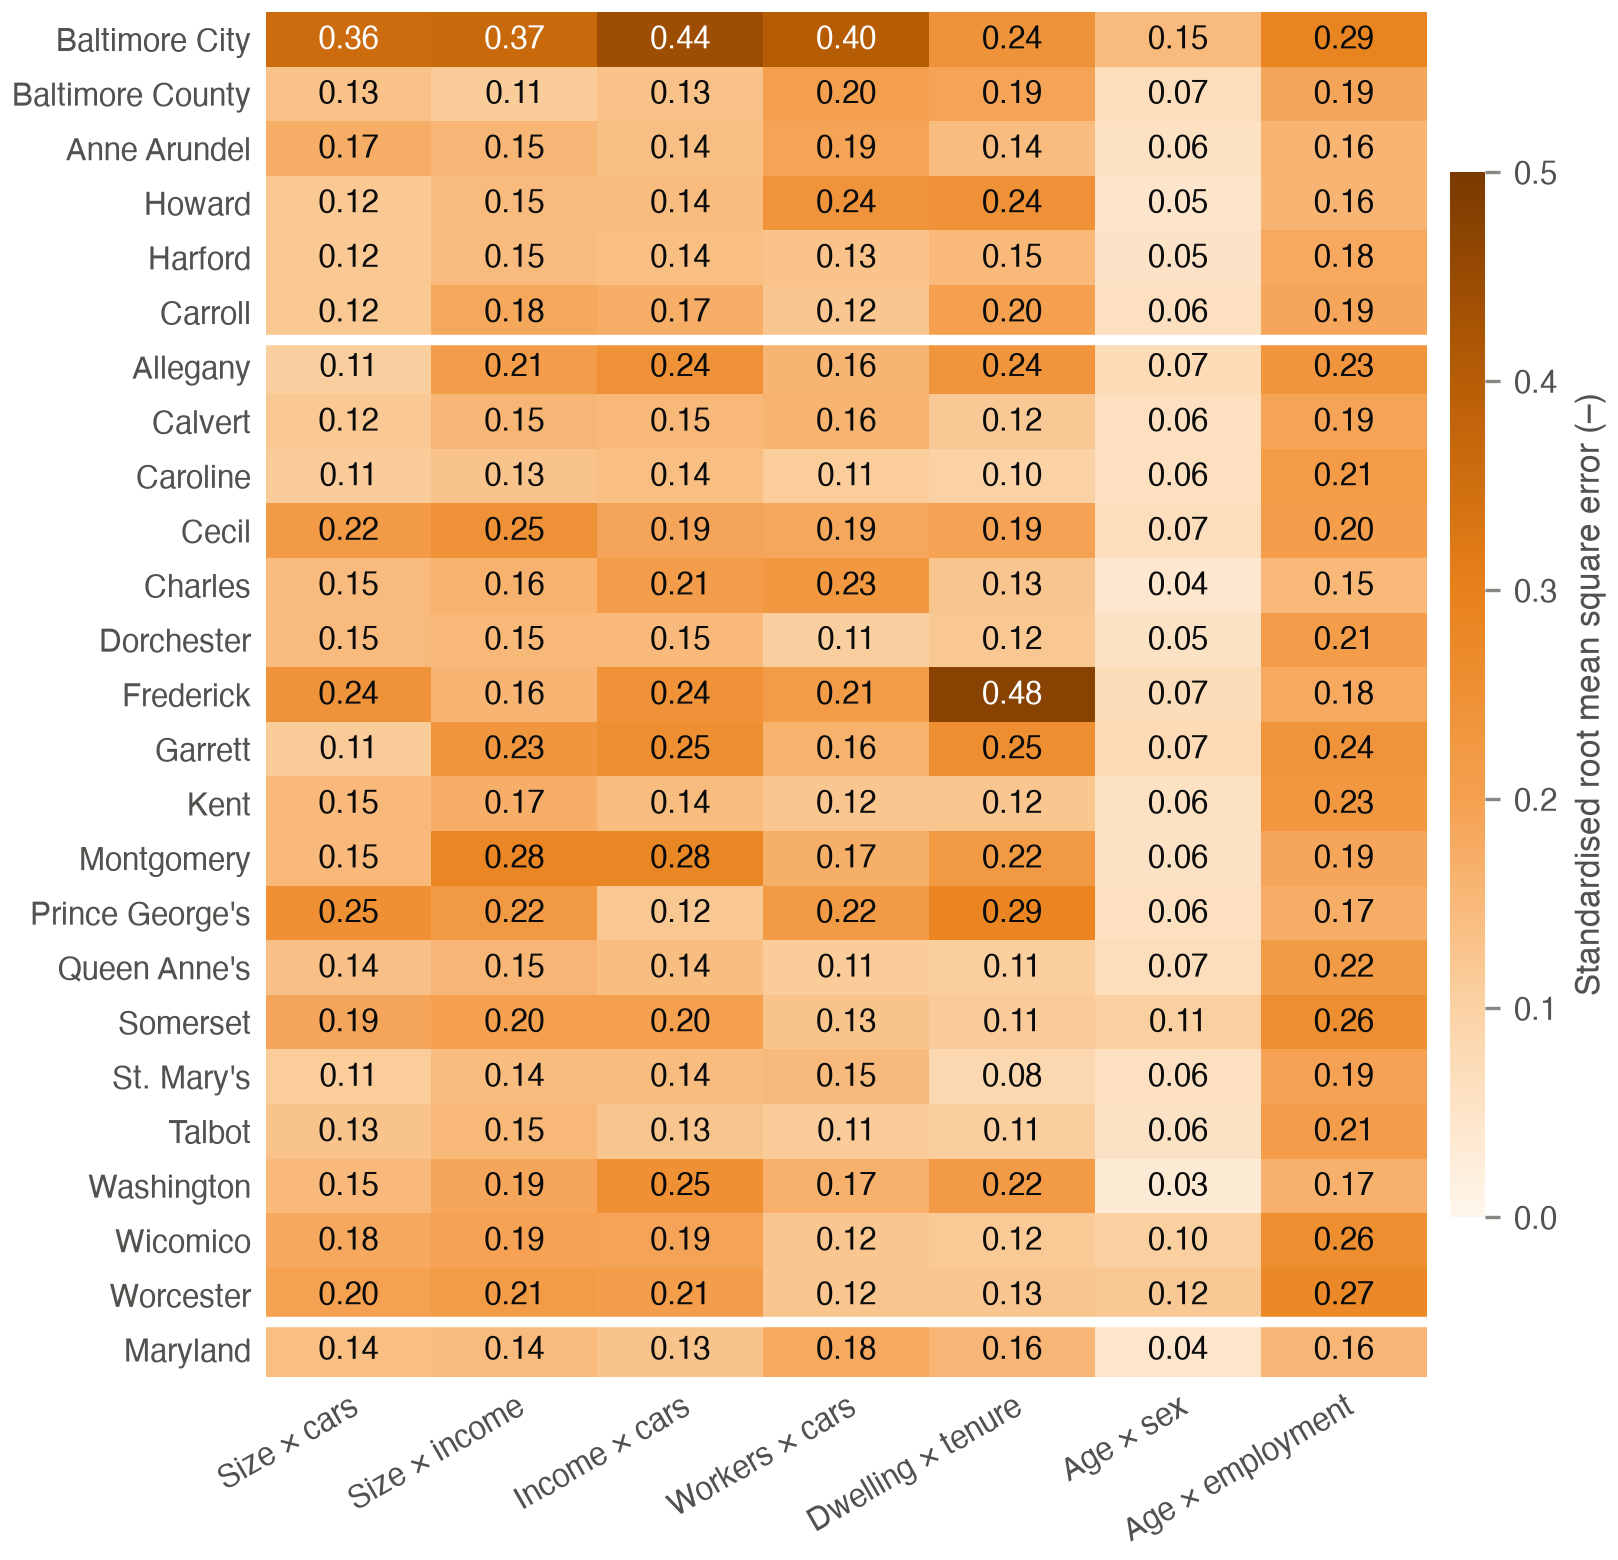 Baltimore City 0.36 0.37 0.44 0.40 0.24 0.15 0.29
Baltimore County 0.13 0.11 0.13 0.20 0.19 0.07 0.19
Anne Arundel 0.17 0.15 0.14 0.19 0.14 0.06 0.16
Howard 0.12 0.15 0.14 0.24 0.24 0.05 0.16
Harford 0.12 0.15 0.14 0.13 0.15 0.05 0.18
Carroll 0.12 0.18 0.17 0.12 0.20 0.06 0.19
Allegany 0.11 0.21 0.24 0.16 0.24 0.07 0.23
Calvert 0.12 0.15 0.15 0.16 0.12 0.06 0.19
Caroline 0.11 0.13 0.14 0.11 0.10 0.06 0.21
Cecil 0.22 0.25 0.19 0.19 0.19 0.07 0.20
Charles 0.15 0.16 0.21 0.23 0.13 0.04 0.15
Dorchester 0.15 0.15 0.15 0.11 0.12 0.05 0.21
Frederick 0.24 0.16 0.24 0.21 0.48 0.07 0.18
Garrett 0.11 0.23 0.25 0.16 0.25 0.07 0.24
Kent 0.15 0.17 0.14 0.12 0.12 0.06 0.23
Montgomery 0.15 0.28 0.28 0.17 0.22 0.06 0.19
Prince George's 0.25 0.22 0.12 0.22 0.29 0.06 0.17
Queen Anne's 0.14 0.15 0.14 0.11 0.11 0.07 0.22
Somerset 0.19 0.20 0.20 0.13 0.11 0.11 0.26
St. Mary's 0.11 0.14 0.14 0.15 0.08 0.06 0.19
Talbot 0.13 0.15 0.13 0.11 0.11 0.06 0.21
Washington 0.15 0.19 0.25 0.17 0.22 0.03 0.17
Wicomico 0.18 0.19 0.19 0.12 0.12 0.10 0.26
Worcester 0.20 0.21 0.21 0.12 0.13 0.12 0.27
Maryland 0.14 0.14 0.13 0.18 0.16 0.04 0.16
Size × cars
Size × income
Income × cars
Workers × cars
Dwelling × tenure
Age × sex
Age × employment
0.5
0.4
0.3
0.2
0.1
0.0
Standardised root mean square error (–)